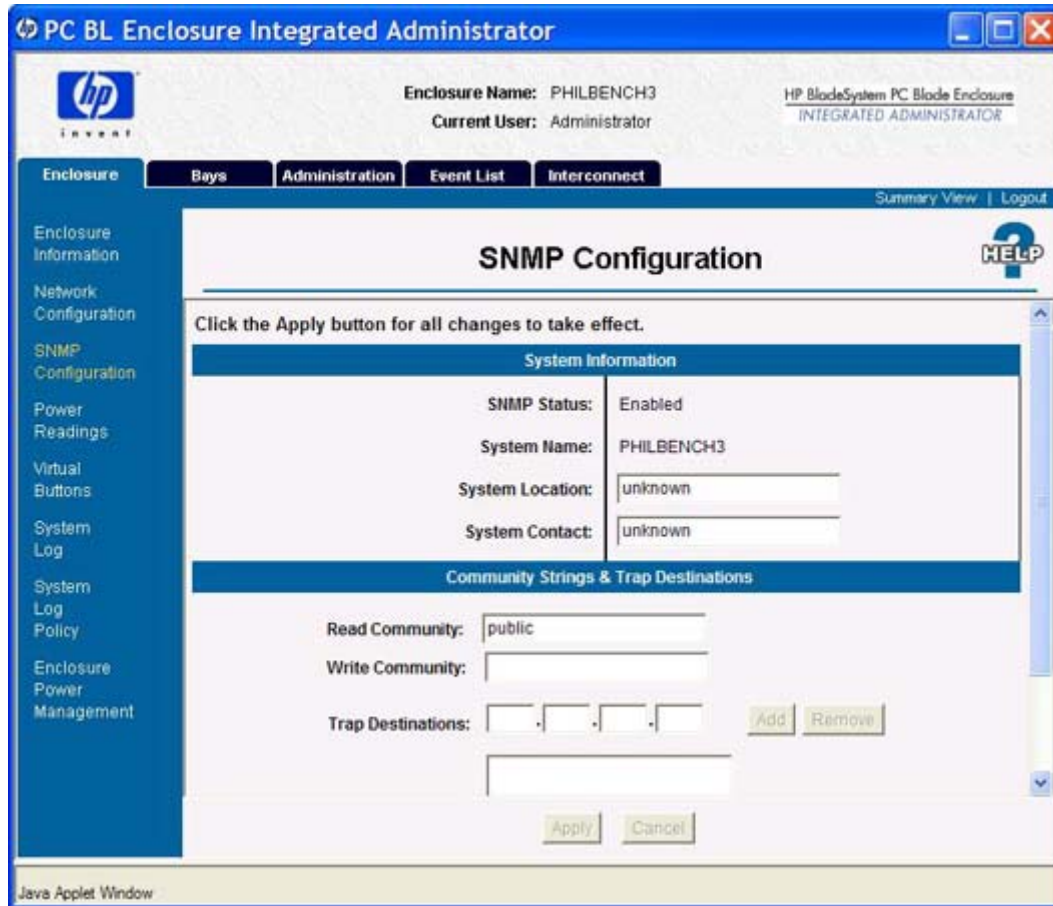 PC BL Enclosure Integrated Administrator
hp
invent
Enclosure Name: PHILBENCH3
Current User: Administrator
HP BladeSystem PC Blade Enclosure
INTEGRATED ADMINISTRATOR
Enclosure Bays Administration Event List Interconnect
Summary View | Logout
Enclosure
Information
Network
Configuration
SNMP
Configuration
Power
Readings
Virtual
Buttons
System
Log
System
Log
Policy
Enclosure
Power
Management
SNMP Configuration
? HELP
Click the Apply button for all changes to take effect.
System Information
SNMP Status: Enabled
System Name: PHILBENCH3
System Location: unknown
System Contact: unknown
Community Strings & Trap Destinations
Read Community: public
Write Community:
Trap Destinations: . . . Add Remove
Apply Cancel
Java Applet Window